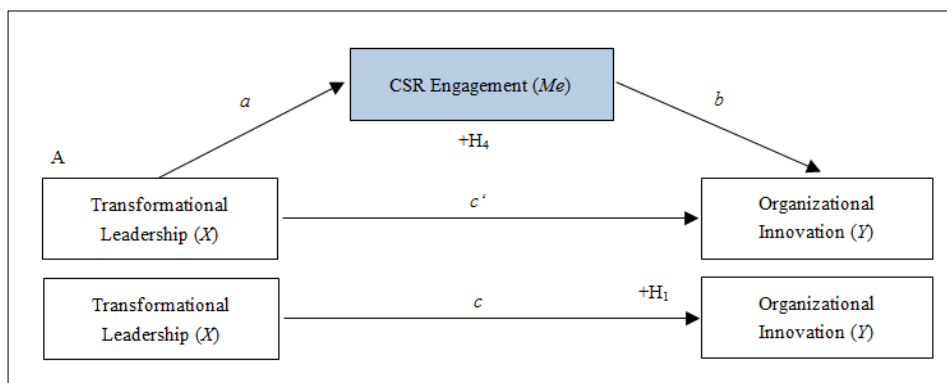 CSR Engagement (Me)
a
b
+H₄
A
Transformational
Leadership (X)
c‘
Organizational
Innovation (Y)
Transformational
Leadership (X)
c
+H₁
Organizational
Innovation (Y)